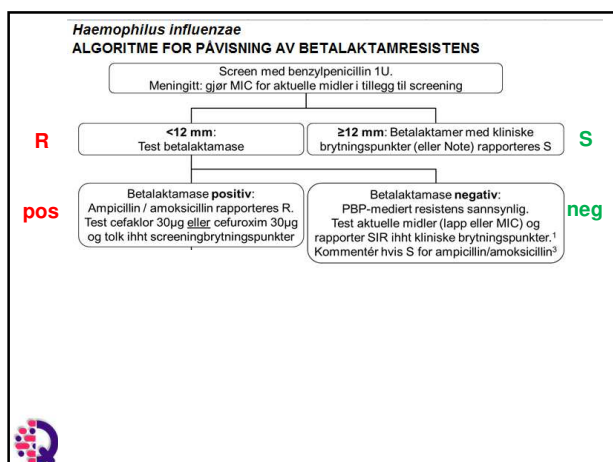 Haemophilus influenzae
ALGORITME FOR PÅVISNING AV BETALAKTAMRESISTENS
Screen med benzylpenicillin 1U.
Meningitt: gjør MIC for aktuelle midler i tillegg til screening
R
<12 mm:
Test betalaktamase
≥12 mm: Betalaktamer med kliniske
brytningspunkter (eller Note) rapporteres S
S
pos
Betalaktamase positiv:
Ampicillin / amoksicillin rapporteres R.
Test cefaklor 30µg eller cefuroxim 30µg
og tolk ihht screeningbrytningspunkter
Betalaktamase negativ:
PBP-mediert resistens sannsynlig.
Test aktuelle midler (lapp eller MIC) og
rapporter SIR ihht kliniske brytningspunkter.¹
Kommentér hvis S for ampicillin/amoksicillin³
neg